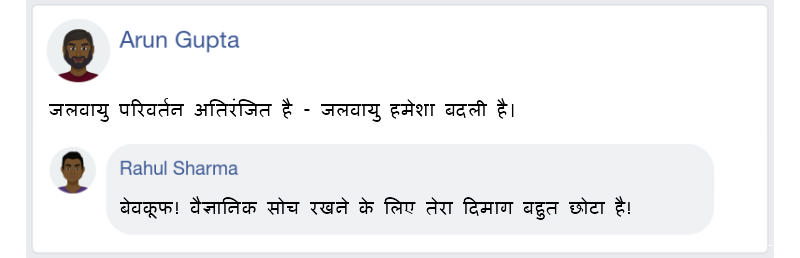 Arun Gupta
जलवायु परिवर्तन अतिरंजित है - जलवायु हमेशा बदली है।
Rahul Sharma
बेवकूफ! वैज्ञानिक सोच रखने के लिए तेरा दिमाग बहुत छोटा है!